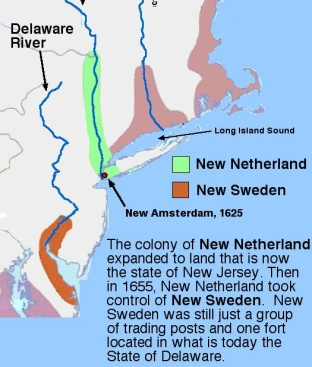 Delaware
River
Long Island Sound
New Netherland
New Sweden
New Amsterdam, 1625
The colony of New Netherland
expanded to land that is now
the state of New Jersey. Then
in 1655, New Netherland took
control of New Sweden. New
Sweden was still just a group
of trading posts and one fort
located in what is today the
State of Delaware.